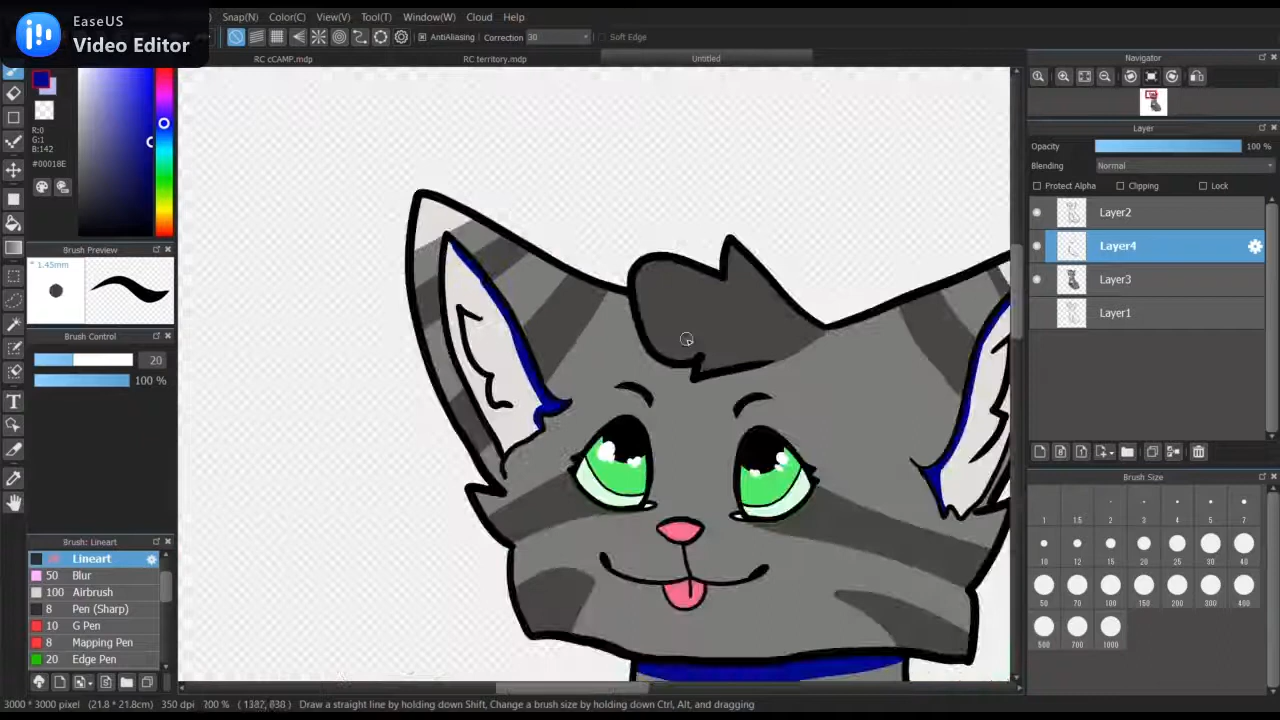 EaseUS
Video Editor
Snap(N) Color(C) View(V) Tool(T) Window(W) Cloud Help
AntiAliasing Correction 30 Soft Edge
RC cCAMP.mdp RC territory.mdp Untitled
R:0
G:1
B:142
#00018E
Brush Preview
1.45mm
Brush Control
20
100 %
Brush: Lineart
Lineart
50 Blur
100 Airbrush
8 Pen (Sharp)
10 G Pen
8 Mapping Pen
20 Edge Pen
Navigator
Layer
Opacity 100 %
Blending Normal
Protect Alpha Clipping Lock
Layer2
Layer4
Layer3
Layer1
Brush Size
1 1.5 2 3 4 5 7
10 12 15 20 25 30 40
50 70 100 150 200 300 400
500 700 1000
3000 * 3000 pixel (21.8 * 21.8cm) 350 dpi 200 % Draw a straight line by holding down Shift, Change a brush size by holding down Ctrl, Alt, and dragging